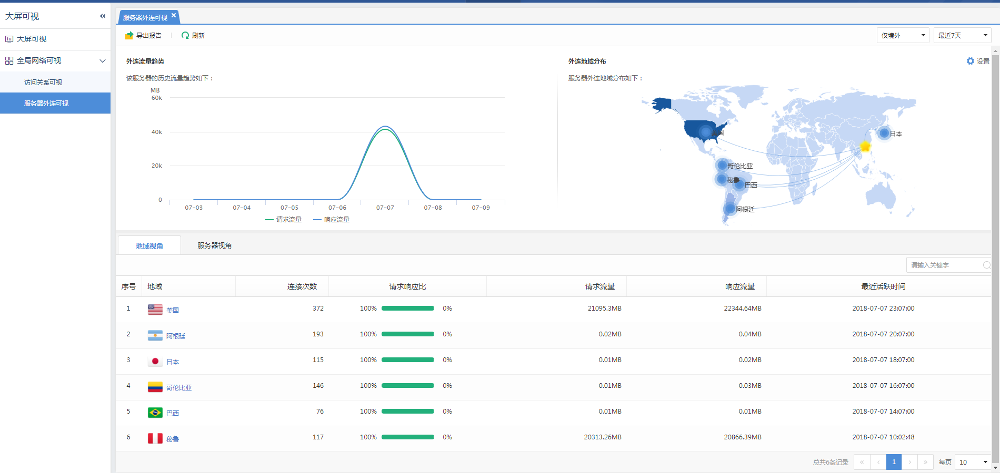 大屏可视
大屏可视
全局网络可视
访问关系可视
服务器外连可视
服务器外连可视
导出报告
刷新
仅境外
最近7天
外连流量趋势
该服务器的历史流量趋势如下：
MB
60k
40k
20k
0
07-03 07-04 07-05 07-06 07-07 07-08 07-09
请求流量 响应流量
外连地域分布
设置
服务器外连地域分布如下：
美国
日本
哥伦比亚
秘鲁
巴西
阿根廷
地域视角 服务器视角
请输入关键字
序号 地域 连接次数 请求响应比 请求流量 响应流量 最近活跃时间
1 美国 372 100% 0% 21095.3MB 22344.64MB 2018-07-07 23:07:00
2 阿根廷 193 100% 0% 0.02MB 0.04MB 2018-07-07 20:07:00
3 日本 115 100% 0% 0.01MB 0.02MB 2018-07-07 18:07:00
4 哥伦比亚 146 100% 0% 0.01MB 0.03MB 2018-07-07 16:07:00
5 巴西 76 100% 0% 0.01MB 0.01MB 2018-07-07 14:07:00
6 秘鲁 117 100% 0% 20313.26MB 20866.39MB 2018-07-07 10:02:48
总共6条记录 « ‹ 1 › » 每页 10